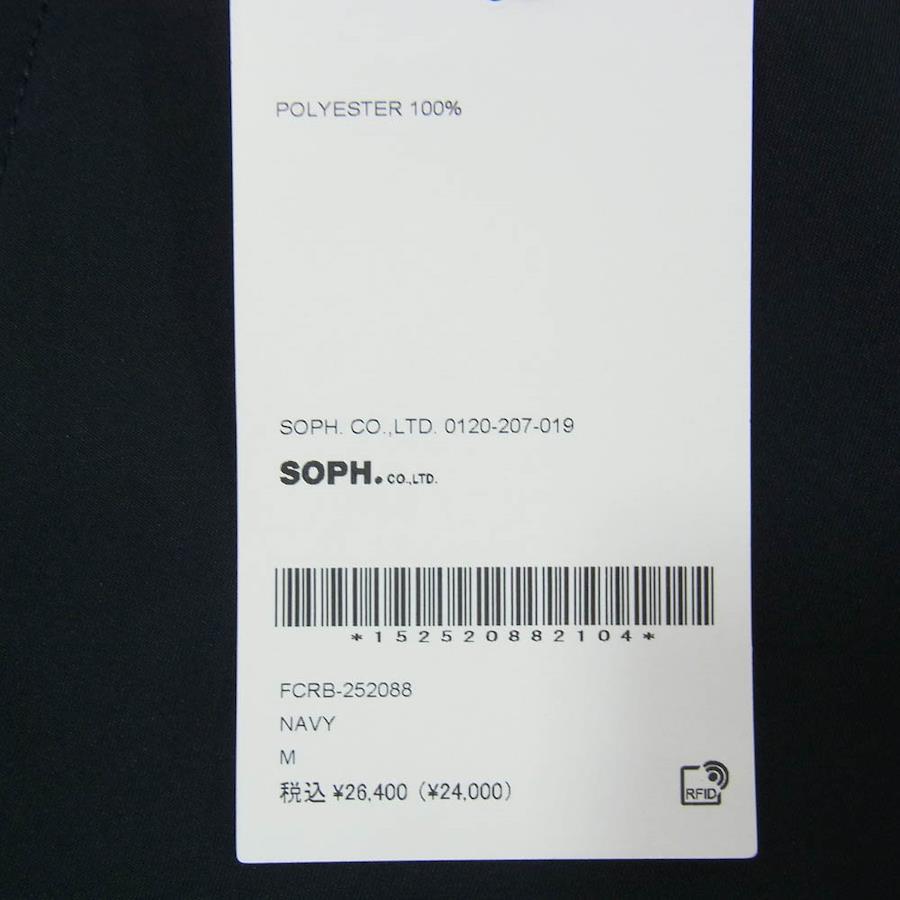 POLYESTER 100%
SOPH. CO.,LTD. 0120-207-019
SOPH. CO.,LTD.
*152520882104*
FCRB-252088
NAVY
M
税込 ¥26,400 (¥24,000)
RFID